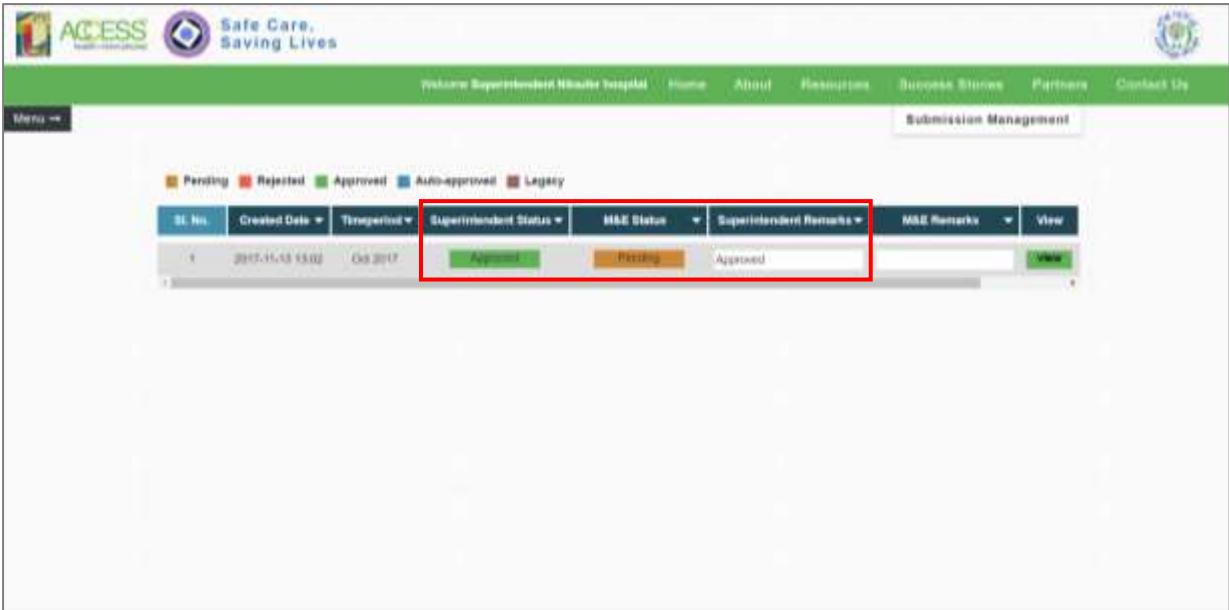 ACCESS
Safe Care,
Saving Lives
Welcome Superintendent hospital Home About Resources Success Stories Partners Contact Us
Menu
Submission Management
Pending Rejected Approved Auto-approved Legacy
Sl. No. Created Date Timeperiod Superintendent Status M&E Status Superintendent Remarks M&E Remarks View
1 2017-11-13 13:02 Oct 2017 Approved Pending Approved View